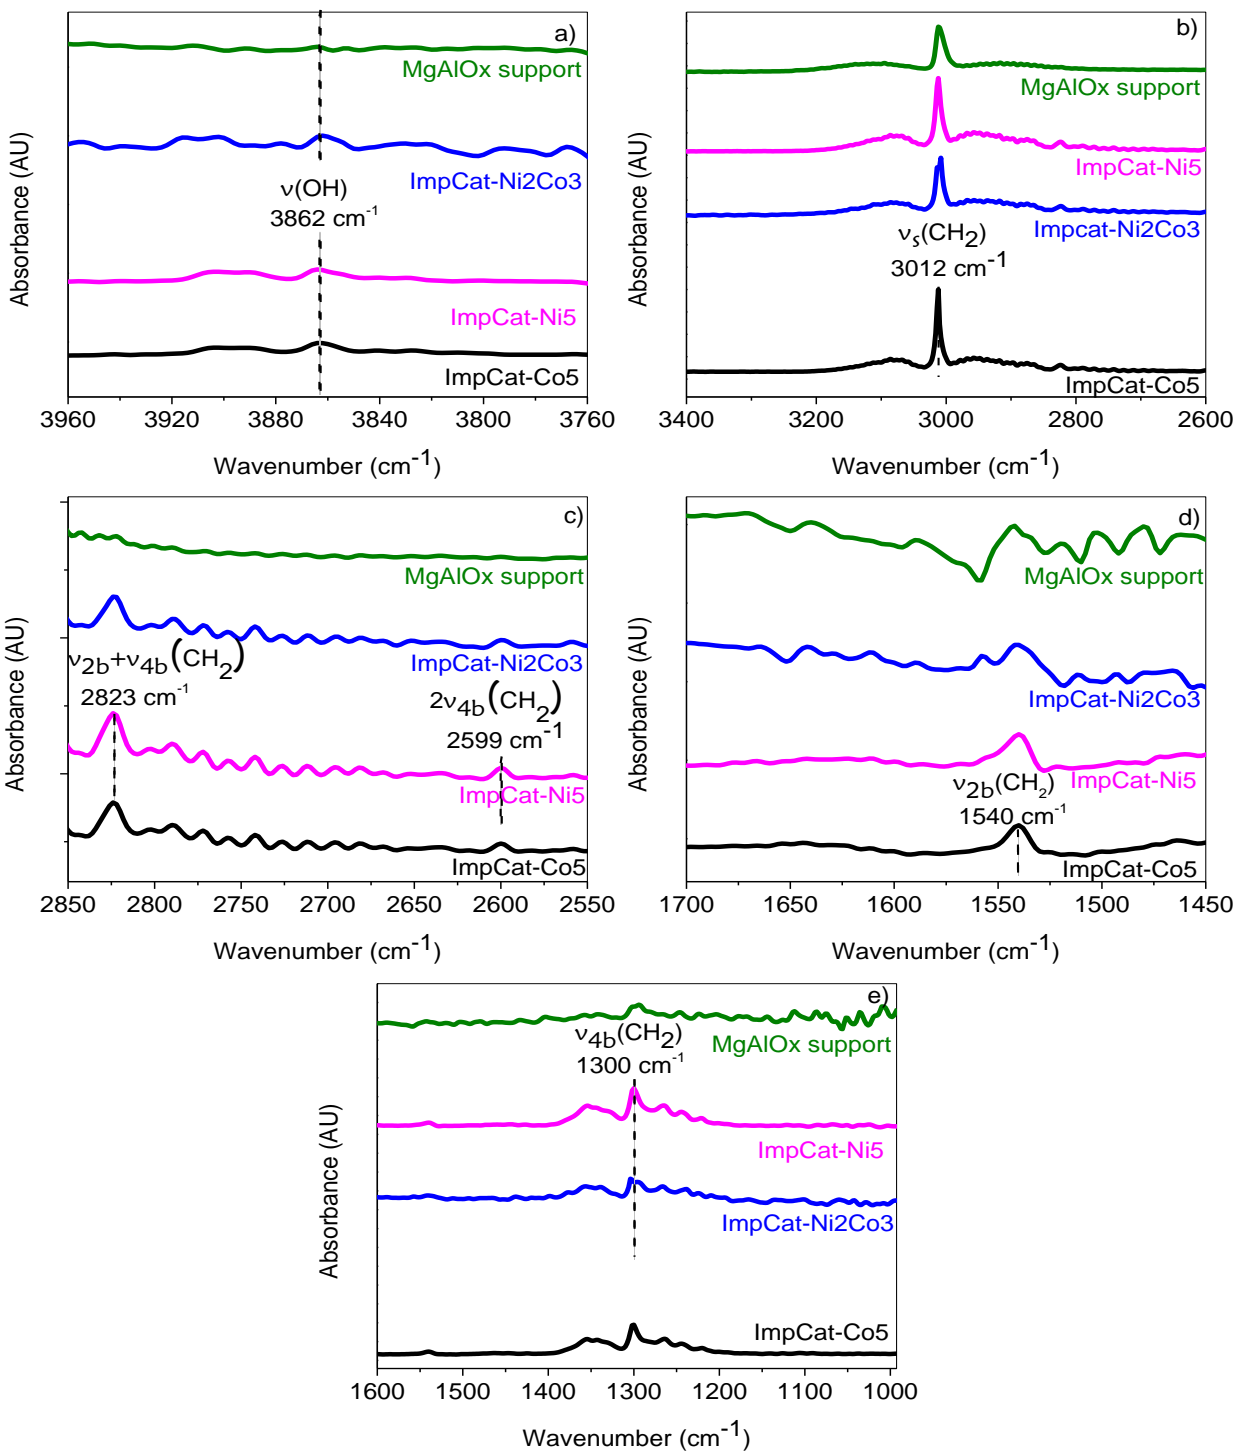 a)
MgAlOx support
ImpCat-Ni2Co3
ν(OH)
3862 cm⁻¹
ImpCat-Ni5
ImpCat-Co5
3960 3920 3880 3840 3800 3760
Wavenumber (cm⁻¹)
Absorbance (AU)
b)
MgAlOx support
ImpCat-Ni5
Impcat-Ni2Co3
νs(CH2)
3012 cm⁻¹
ImpCat-Co5
3400 3200 3000 2800 2600
Wavenumber (cm⁻¹)
Absorbance (AU)
c)
MgAlOx support
ImpCat-Ni2Co3
ν2b+ν4b(CH2)
2823 cm⁻¹
2ν4b(CH2)
2599 cm⁻¹
ImpCat-Ni5
ImpCat-Co5
2850 2800 2750 2700 2650 2600 2550
Wavenumber (cm⁻¹)
Absorbance (AU)
d)
MgAlOx support
ImpCat-Ni2Co3
ImpCat-Ni5
ν2b(CH2)
1540 cm⁻¹
ImpCat-Co5
1700 1650 1600 1550 1500 1450
Wavenumber (cm⁻¹)
Absorbance (AU)
e)
ν4b(CH2)
1300 cm⁻¹
MgAlOx support
ImpCat-Ni5
ImpCat-Ni2Co3
ImpCat-Co5
1600 1500 1400 1300 1200 1100 1000
Wavenumber (cm⁻¹)
Absorbance (AU)